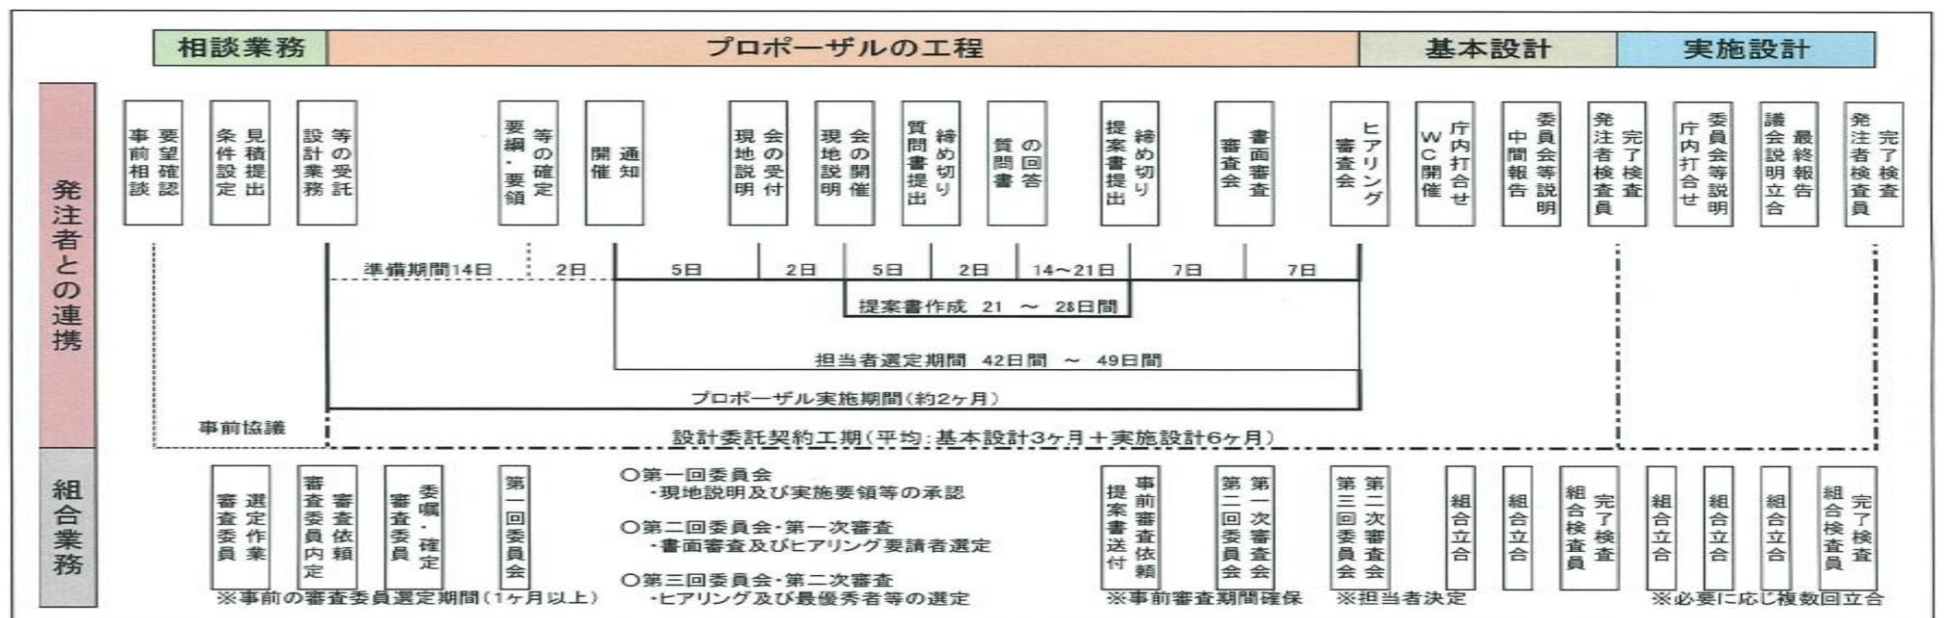 相談業務
プロポーザルの工程
基本設計
実施設計
発注者との連携
事前相談
要望確認
条件設定
見積提出
設計業務
等の受託
要綱・要領
等の確定
開催
通知
現地説明
会の受付
現地説明
会の開催
質問書提出
締め切り
質問書
の回答
提案書提出
締め切り
審査会
書面審査
審査会
ヒアリング
WC開催
庁内打合せ
中間報告
委員会等説明
発注者検査員
完了検査
庁内打合せ
委員会等説明
議会説明立合
最終報告
発注者検査員
完了検査
準備期間14日
2日
5日
2日
5日
2日
14～21日
7日
7日
提案書作成 21 ～ 28日間
担当者選定期間 42日間 ～ 49日間
プロポーザル実施期間(約2ヶ月)
事前協議
設計委託契約工期(平均:基本設計3ヶ月+実施設計6ヶ月)
組合業務
審査委員
選定作業
審査委員内定
審査依頼
審査委員
委嘱・確定
第一回委員会
○第一回委員会
・現地説明及び実施要領等の承認
○第二回委員会・第一次審査
・書面審査及びヒアリング要請者選定
○第三回委員会・第二次審査
・ヒアリング及び最優秀者等の選定
提案書送付
事前審査依頼
第二回委員会
第一次審査会
第三回委員会
第二次審査会
組合立合
組合立合
組合検査員
完了検査
組合立合
組合立合
組合立合
組合検査員
完了検査
※事前の審査委員選定期間(1ヶ月以上)
※事前審査期間確保
※担当者決定
※必要に応じ複数回立合